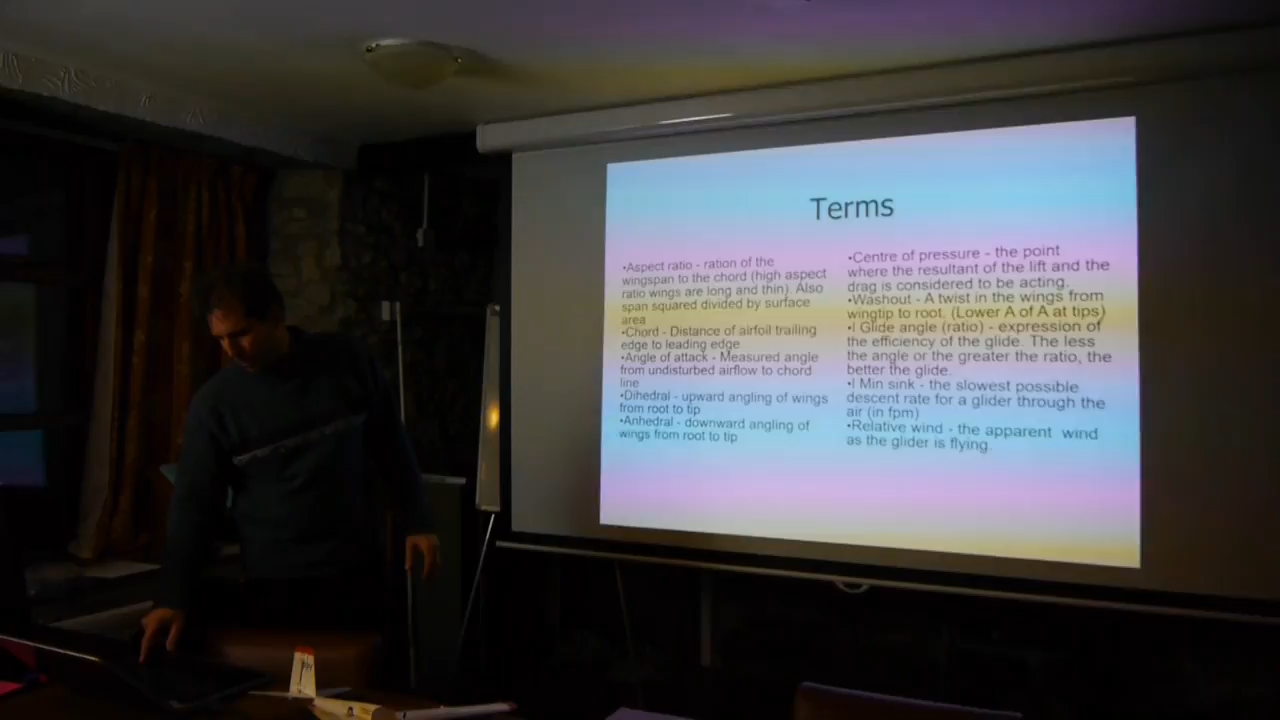 Terms
•Aspect ratio - ration of the
wingspan to the chord (high aspect
ratio wings are long and thin). Also
span squared divided by surface
area
•Chord - Distance of airfoil trailing
edge to leading edge
•Angle of attack - Measured angle
from undisturbed airflow to chord
line
•Dihedral - upward angling of wings
from root to tip
•Anhedral - downward angling of
wings from root to tip
•Centre of pressure - the point
where the resultant of the lift and the
drag is considered to be acting.
•Washout - A twist in the wings from
wingtip to root. (Lower A of A at tips)
•l Glide angle (ratio) - expression of
the efficiency of the glide. The less
the angle or the greater the ratio, the
better the glide.
•l Min sink - the slowest possible
descent rate for a glider through the
air (in fpm)
•Relative wind - the apparent wind
as the glider is flying.